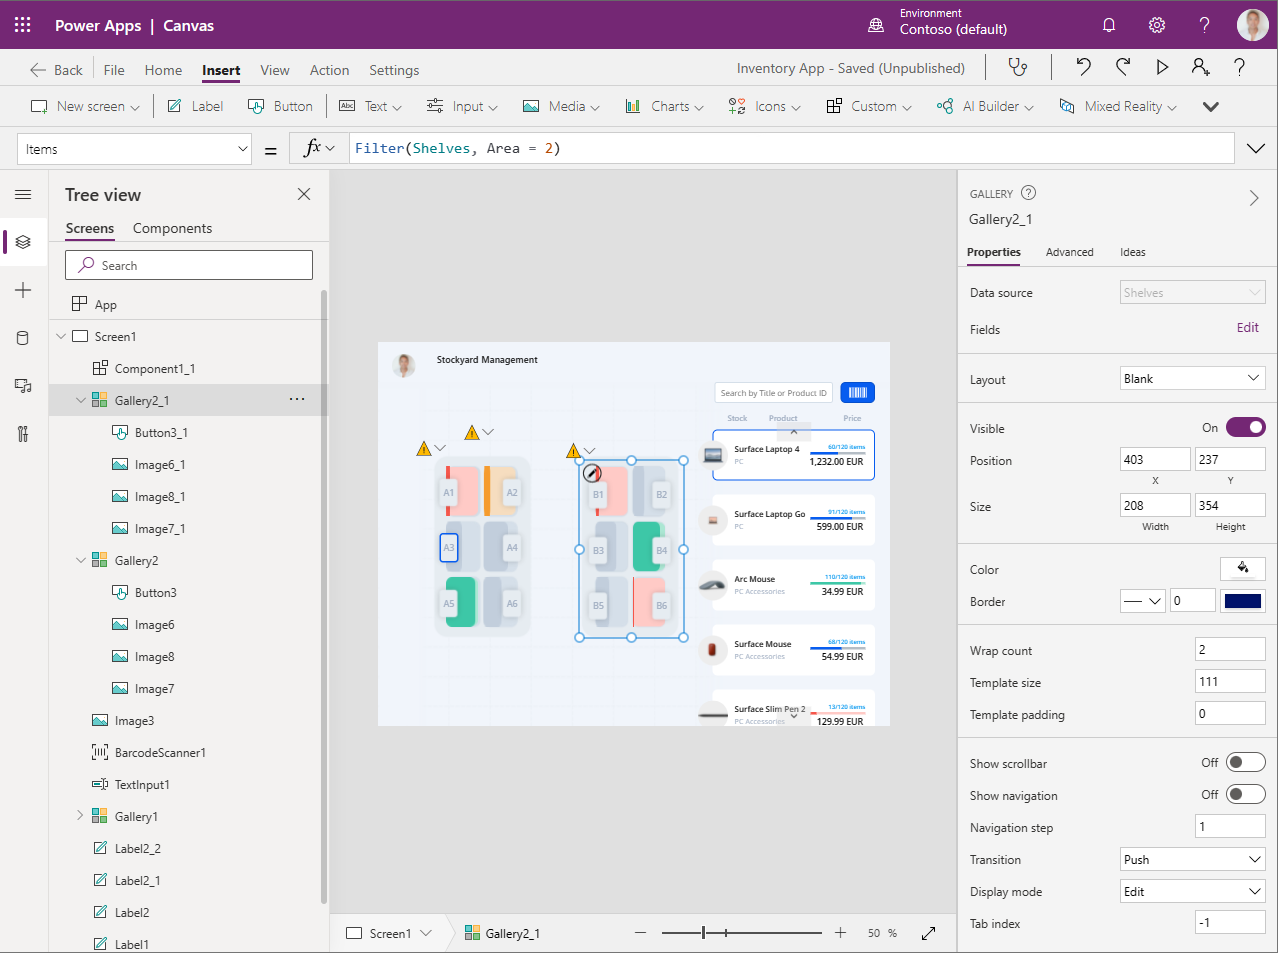 Power Apps | Canvas
Environment
Contoso (default)
Back File Home Insert View Action Settings
Inventory App - Saved (Unpublished)
New screen Label Button Text Input Media Charts Icons Custom AI Builder Mixed Reality
Items = fx Filter(Shelves, Area = 2)
Tree view
Screens Components
Search
App
Screen1
Component1_1
Gallery2_1
Button3_1
Image6_1
Image8_1
Image7_1
Gallery2
Button3
Image6
Image8
Image7
Image3
BarcodeScanner1
TextInput1
Gallery1
Label2_2
Label2_1
Label2
Label1
Stockyard Management
Search by Title or Product ID
Stock Product Price
A1 A2
A3 A4
A5 A6
B1 B2
B3 B4
B5 B6
Surface Laptop 4 60/120 items
PC 1,232.00 EUR
Surface Laptop Go 91/120 items
PC 599.00 EUR
Arc Mouse 110/120 items
PC Accessories 34.99 EUR
Surface Mouse 68/120 items
PC Accessories 54.99 EUR
Surface Slim Pen 2 13/120 items
PC Accessories 129.99 EUR
Screen1 Gallery2_1
50 %
GALLERY ?
Gallery2_1
Properties Advanced Ideas
Data source Shelves
Fields Edit
Layout Blank
Visible On
Position 403 237
X Y
Size 208 354
Width Height
Color
Border 0
Wrap count 2
Template size 111
Template padding 0
Show scrollbar Off
Show navigation Off
Navigation step 1
Transition Push
Display mode Edit
Tab index -1